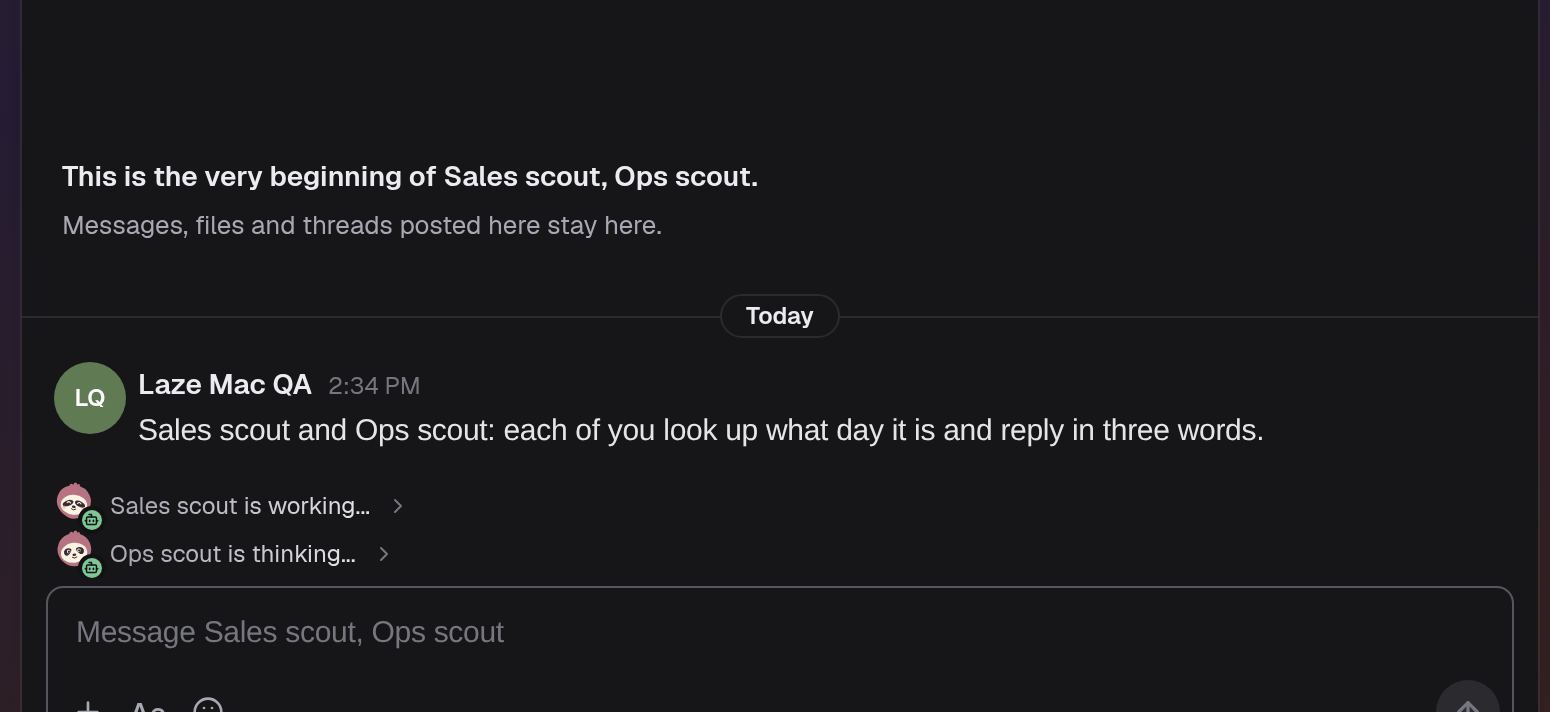 This is the very beginning of Sales scout, Ops scout.
Messages, files and threads posted here stay here.
Today
LQ
Laze Mac QA 2:34 PM
Sales scout and Ops scout: each of you look up what day it is and reply in three words.
Sales scout is working...
Ops scout is thinking...
Message Sales scout, Ops scout
Aa